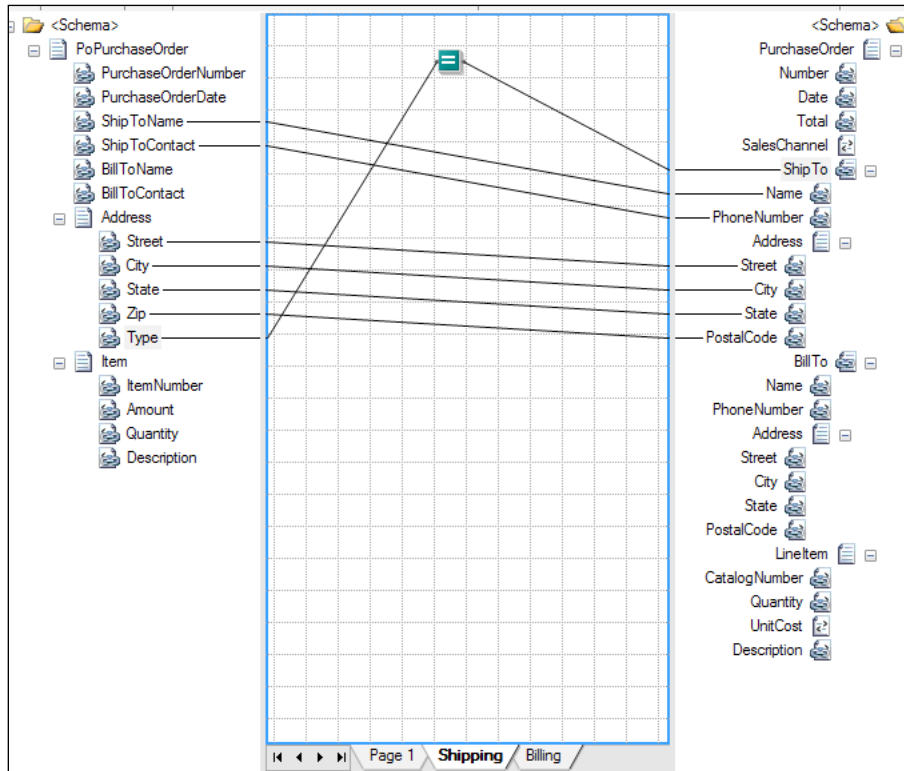 <Schema>
PoPurchaseOrder
PurchaseOrderNumber
PurchaseOrderDate
ShipToName
ShipToContact
BillToName
BillToContact
Address
Street
City
State
Zip
Type
Item
ItemNumber
Amount
Quantity
Description
<Schema>
PurchaseOrder
Number
Date
Total
SalesChannel
ShipTo
Name
PhoneNumber
Address
Street
City
State
PostalCode
BillTo
Name
PhoneNumber
Address
Street
City
State
PostalCode
LineItem
CatalogNumber
Quantity
UnitCost
Description
Page 1 Shipping Billing